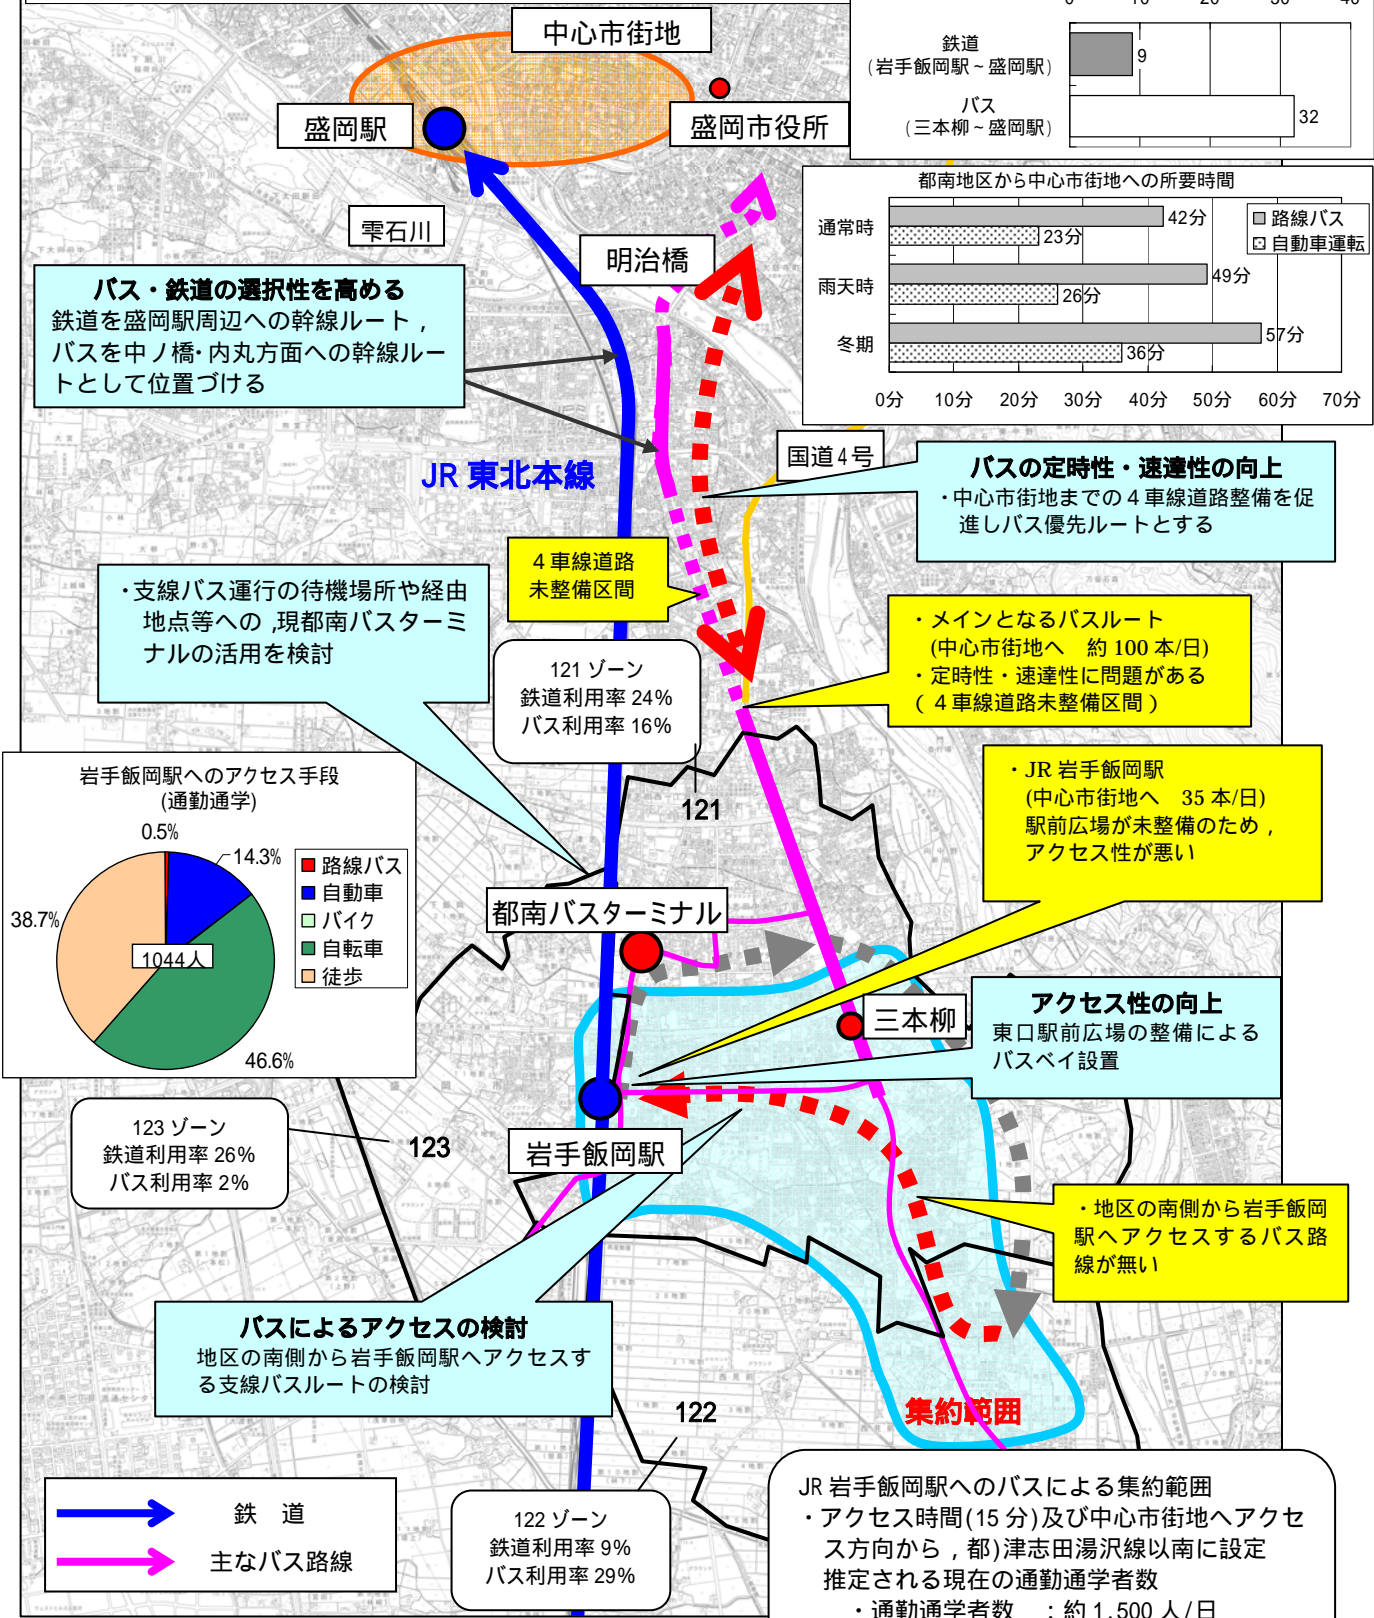 0 10 20 30 40
鉄道
(岩手飯岡駅~盛岡駅)
9
バス
(三本柳~盛岡駅)
32
中心市街地
盛岡駅
盛岡市役所
雫石川
明治橋
都南地区から中心市街地への所要時間
通常時
42分
23分
雨天時
49分
26分
冬期
57分
36分
路線バス
自動車運転
0分 10分 20分 30分 40分 50分 60分 70分
バス・鉄道の選択性を高める
鉄道を盛岡駅周辺への幹線ルート，
バスを中ノ橋・内丸方面への幹線ルー
トとして位置づける
JR 東北本線
国道4号
バスの定時性・速達性の向上
・中心市街地までの４車線道路整備を促
進しバス優先ルートとする
４車線道路
未整備区間
・支線バス運行の待機場所や経由
地点等への，現都南バスターミ
ナルの活用を検討
・メインとなるバスルート
(中心市街地へ　約 100 本/日)
・定時性・速達性に問題がある
（４車線道路未整備区間）
121 ゾーン
鉄道利用率 24%
バス利用率 16%
121
・JR 岩手飯岡駅
(中心市街地へ　35 本/日)
駅前広場が未整備のため，
アクセス性が悪い
岩手飯岡駅へのアクセス手段
(通勤通学)
0.5%
14.3%
38.7%
1044人
46.6%
路線バス
自動車
バイク
自転車
徒歩
都南バスターミナル
三本柳
アクセス性の向上
東口駅前広場の整備による
バスベイ設置
123 ゾーン
鉄道利用率 26%
バス利用率 2%
123
岩手飯岡駅
・地区の南側から岩手飯岡
駅へアクセスするバス路
線が無い
バスによるアクセスの検討
地区の南側から岩手飯岡駅へアクセスす
る支線バスルートの検討
122
集約範囲
鉄　道
主なバス路線
122 ゾーン
鉄道利用率 9%
バス利用率 29%
JR 岩手飯岡駅へのバスによる集約範囲
・アクセス時間(15 分)及び中心市街地へアクセ
ス方向から，都)津志田湯沢線以南に設定
推定される現在の通勤通学者数
・通勤通学者数　：約 1,500 人/日